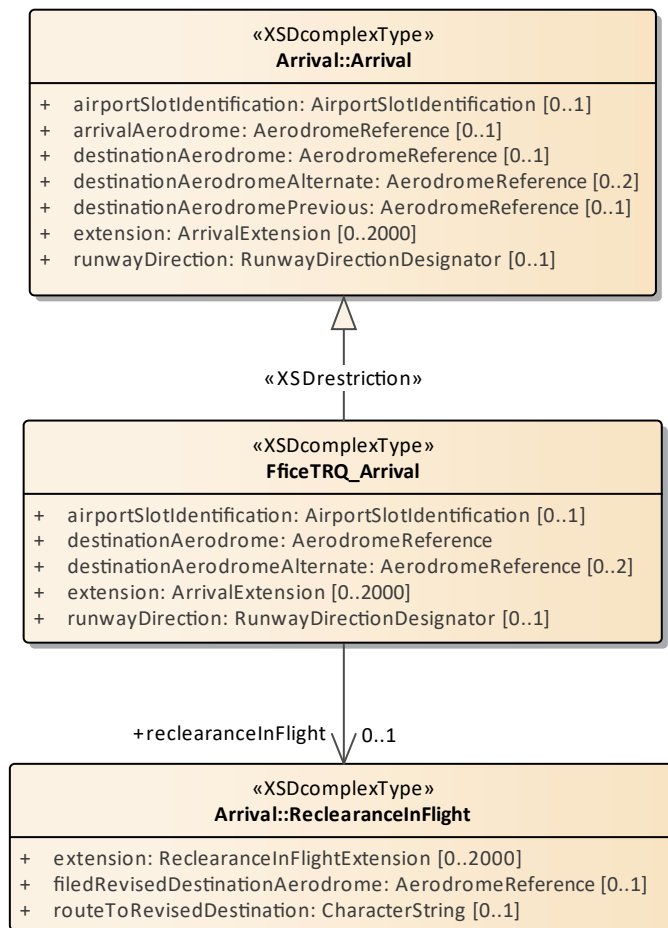 «XSDcomplexType»
Arrival::Arrival
+ airportSlotIdentification: AirportSlotIdentification [0..1]
+ arrivalAerodrome: AerodromeReference [0..1]
+ destinationAerodrome: AerodromeReference [0..1]
+ destinationAerodromeAlternate: AerodromeReference [0..2]
+ destinationAerodromePrevious: AerodromeReference [0..1]
+ extension: ArrivalExtension [0..2000]
+ runwayDirection: RunwayDirectionDesignator [0..1]
«XSDrestriction»
«XSDcomplexType»
FficeTRQ_Arrival
+ airportSlotIdentification: AirportSlotIdentification [0..1]
+ destinationAerodrome: AerodromeReference
+ destinationAerodromeAlternate: AerodromeReference [0..2]
+ extension: ArrivalExtension [0..2000]
+ runwayDirection: RunwayDirectionDesignator [0..1]
+reclearanceInFlight 0..1
«XSDcomplexType»
Arrival::ReclearanceInFlight
+ extension: ReclearanceInFlightExtension [0..2000]
+ filedRevisedDestinationAerodrome: AerodromeReference [0..1]
+ routeToRevisedDestination: CharacterString [0..1]